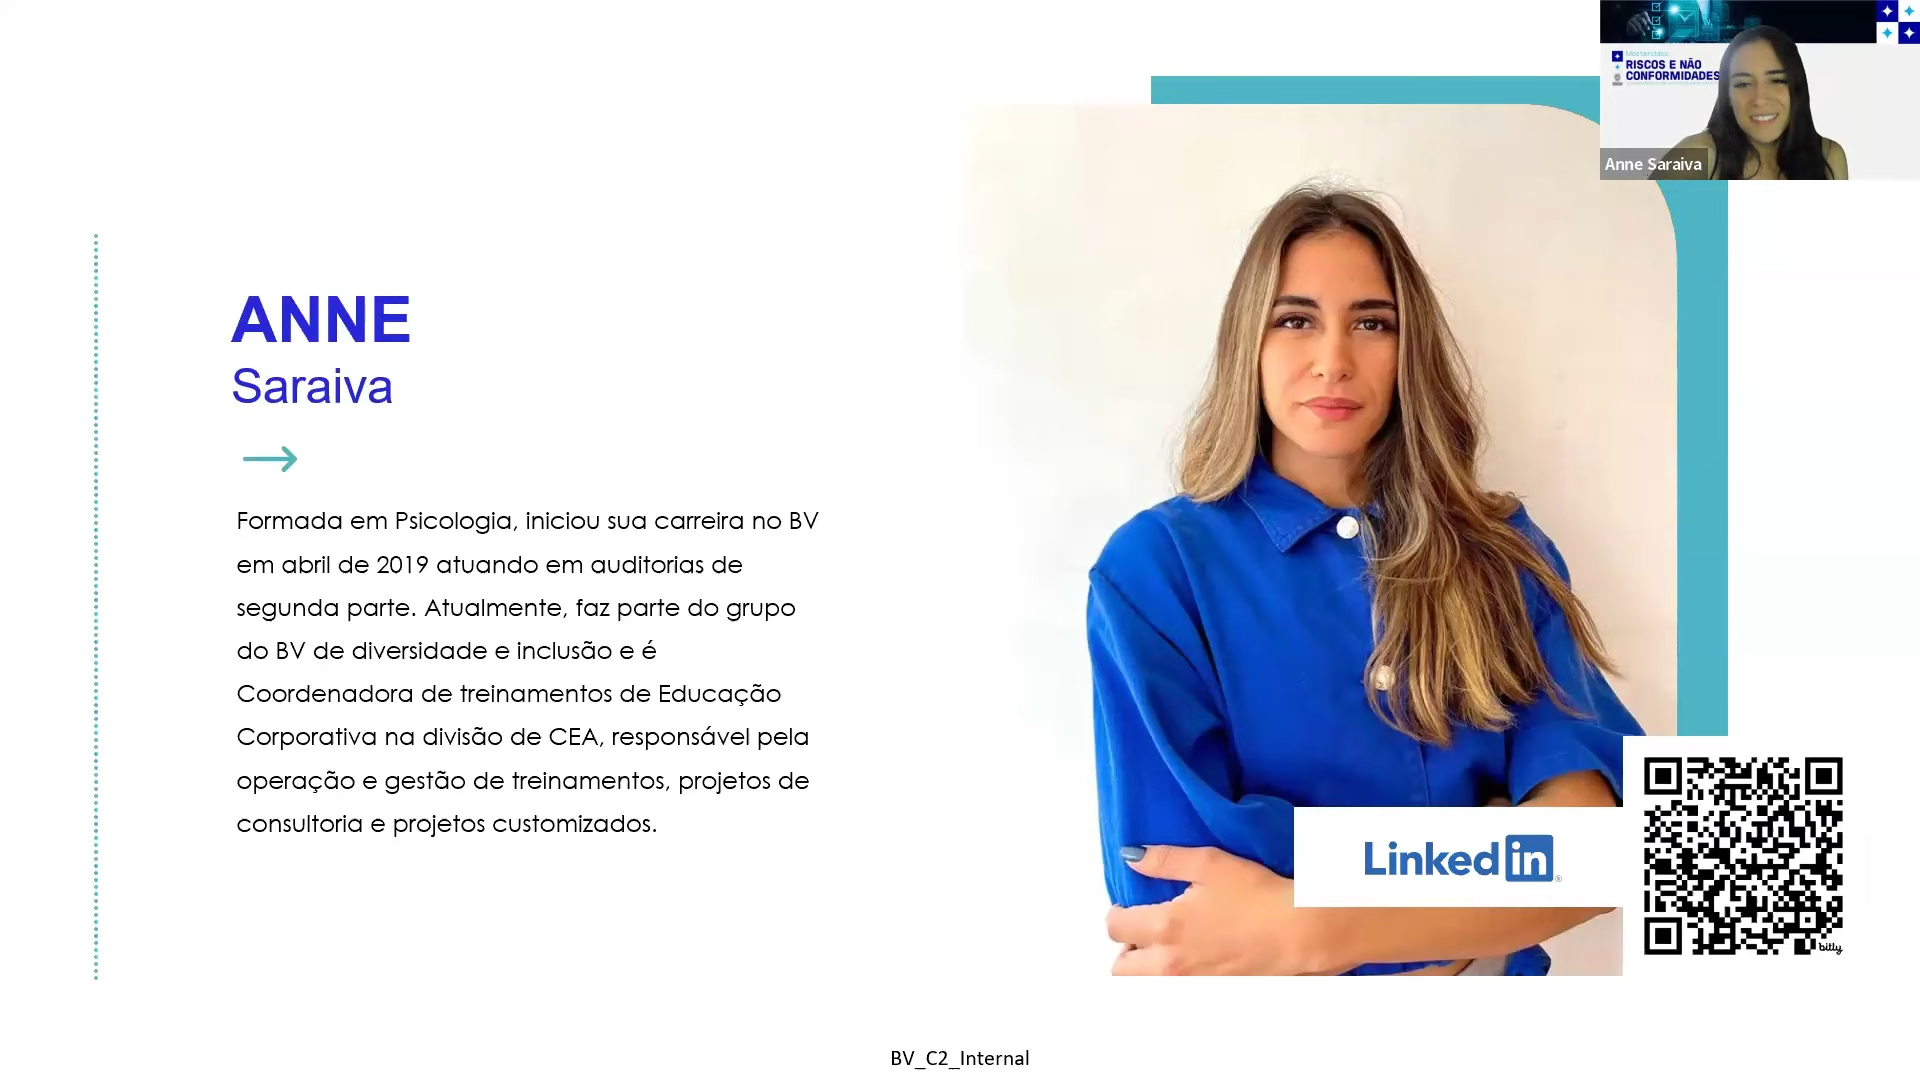 Masterclass:
RISCOS E NÃO
CONFORMIDADES
Anne Saraiva
ANNE
Saraiva
Formada em Psicologia, iniciou sua carreira no BV
em abril de 2019 atuando em auditorias de
segunda parte. Atualmente, faz parte do grupo
do BV de diversidade e inclusão e é
Coordenadora de treinamentos de Educação
Corporativa na divisão de CEA, responsável pela
operação e gestão de treinamentos, projetos de
consultoria e projetos customizados.
Linked in®
bitly
BV_C2_Internal